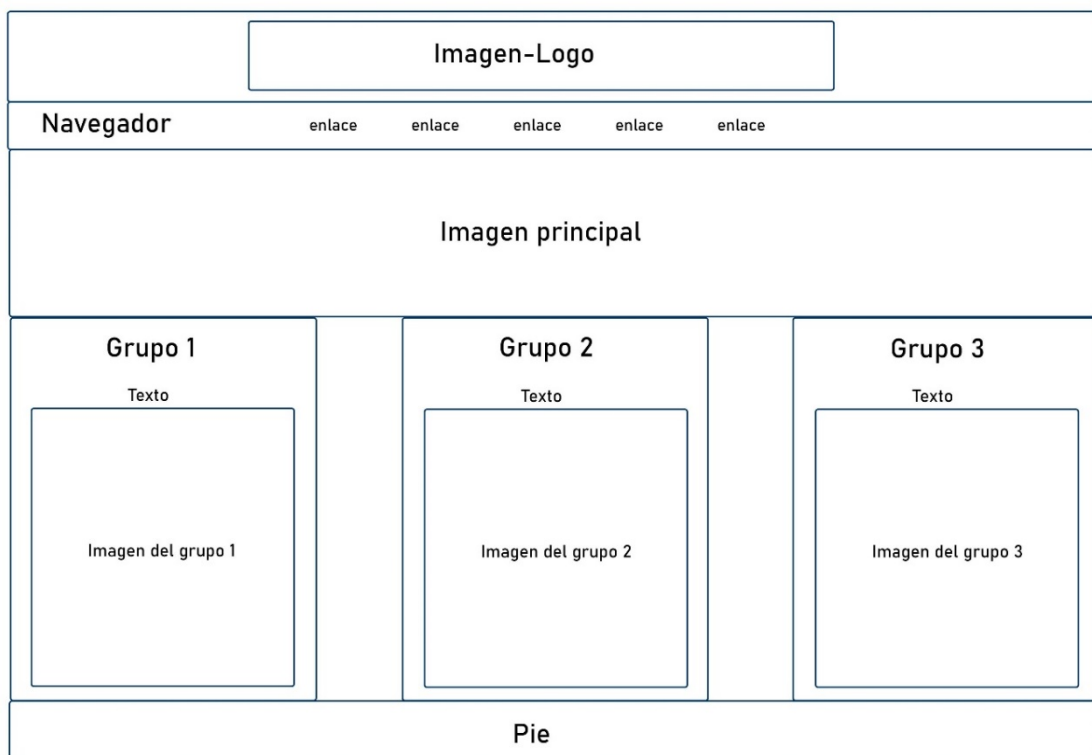 Imagen-Logo
Navegador enlace enlace enlace enlace enlace
Imagen principal
Grupo 1 Grupo 2 Grupo 3
Texto Texto Texto
Imagen del grupo 1 Imagen del grupo 2 Imagen del grupo 3
Pie